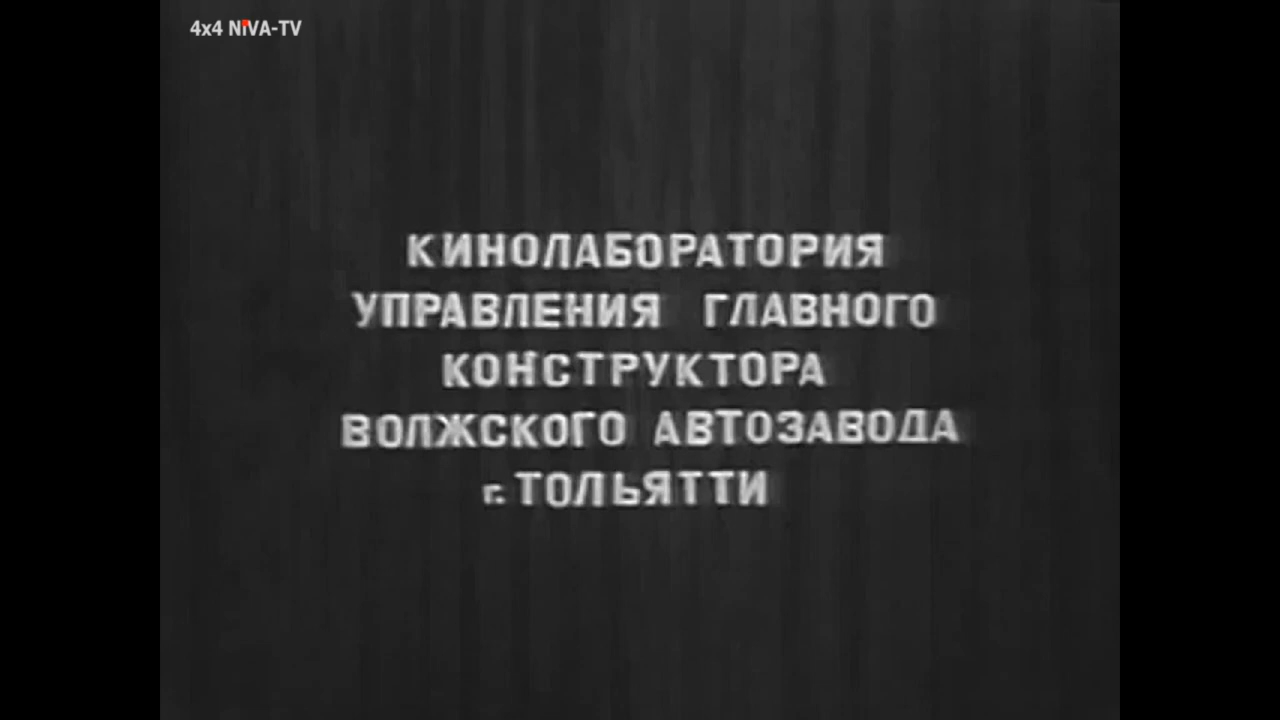 4x4 NiVA-TV
КИНОЛАБОРАТОРИЯ
УПРАВЛЕНИЯ ГЛАВНОГО
КОНСТРУКТОРА
ВОЛЖСКОГО АВТОЗАВОДА
г. ТОЛЬЯТТИ